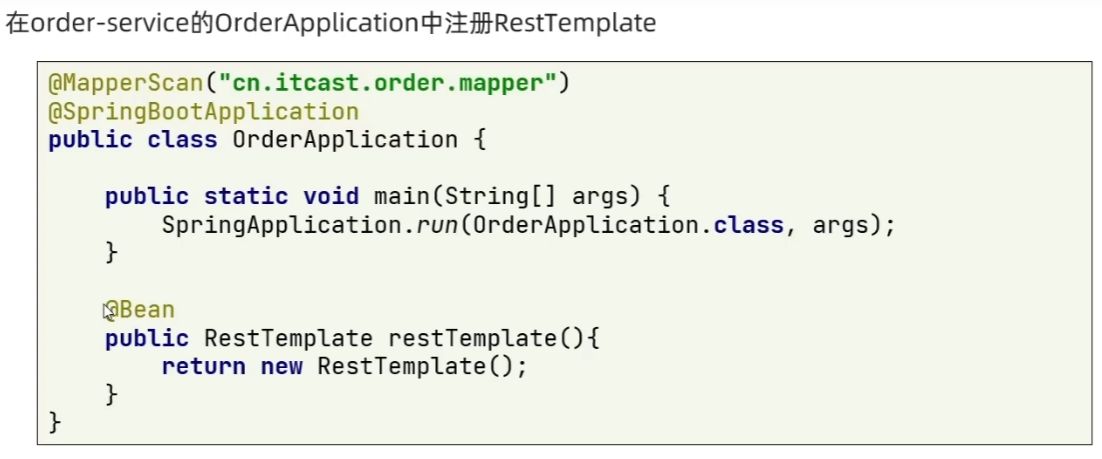 在order-service的OrderApplication中注册RestTemplate
@MapperScan("cn.itcast.order.mapper")
@SpringBootApplication
public class OrderApplication {
    public static void main(String[] args) {
        SpringApplication.run(OrderApplication.class, args);
    }
    @Bean
    public RestTemplate restTemplate(){
        return new RestTemplate();
    }
}